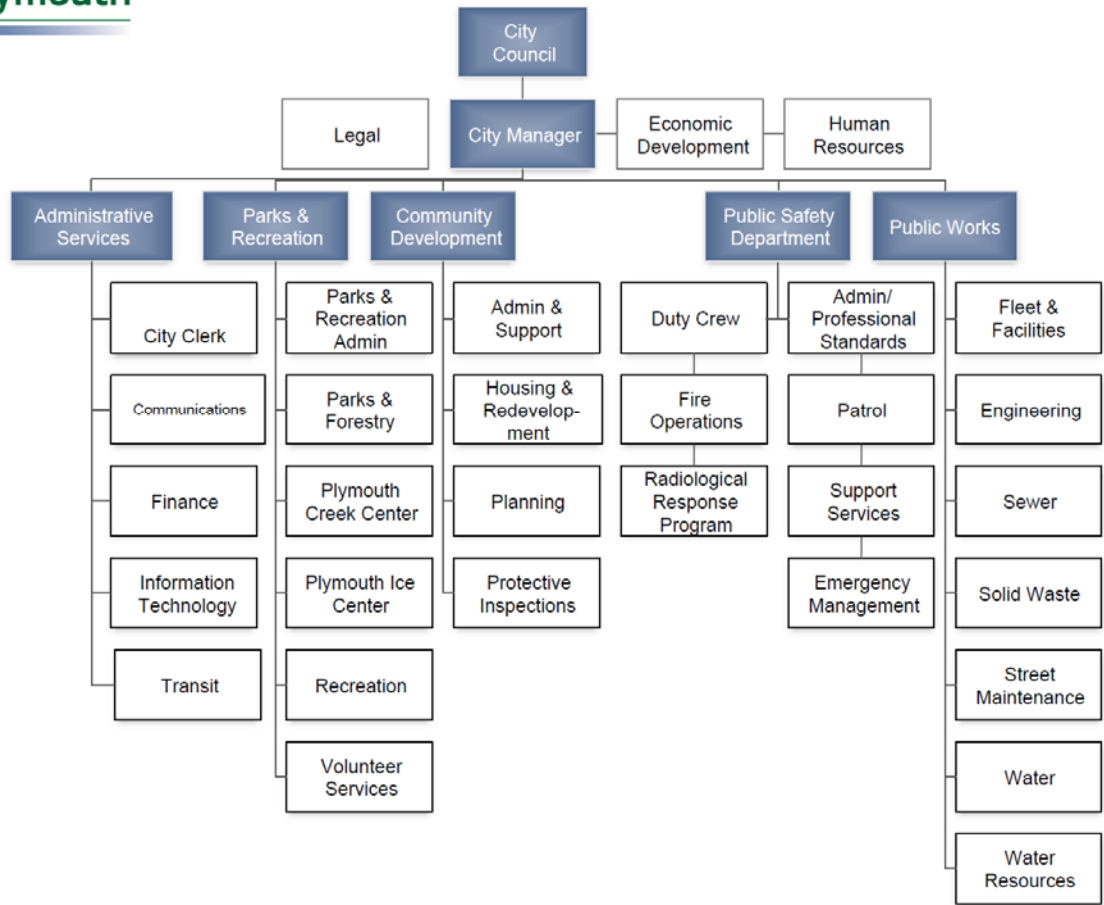 City
Council
Legal
City Manager
Economic
Development
Human
Resources
Administrative
Services
Parks &
Recreation
Community
Development
Public Safety
Department
Public Works
City Clerk
Parks &
Recreation
Admin
Admin &
Support
Duty Crew
Admin/
Professional
Standards
Fleet &
Facilities
Communications
Parks &
Forestry
Housing &
Redevelop-
ment
Fire
Operations
Patrol
Engineering
Finance
Plymouth
Creek Center
Planning
Radiological
Response
Program
Support
Services
Sewer
Information
Technology
Plymouth Ice
Center
Protective
Inspections
Emergency
Management
Solid Waste
Transit
Recreation
Street
Maintenance
Volunteer
Services
Water
Water
Resources